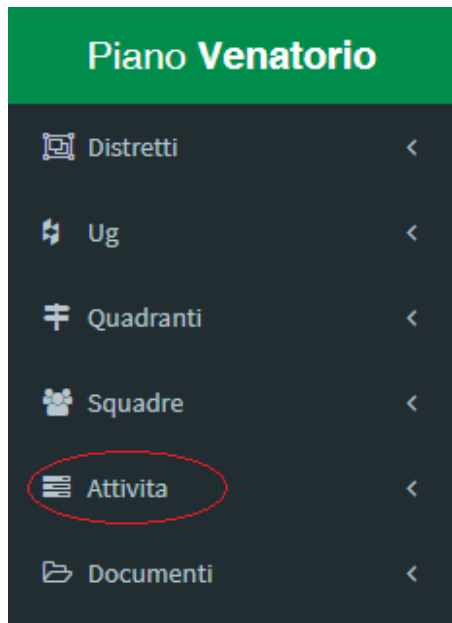 Piano Venatorio
Distretti
Ug
Quadranti
Squadre
Attivita
Documenti